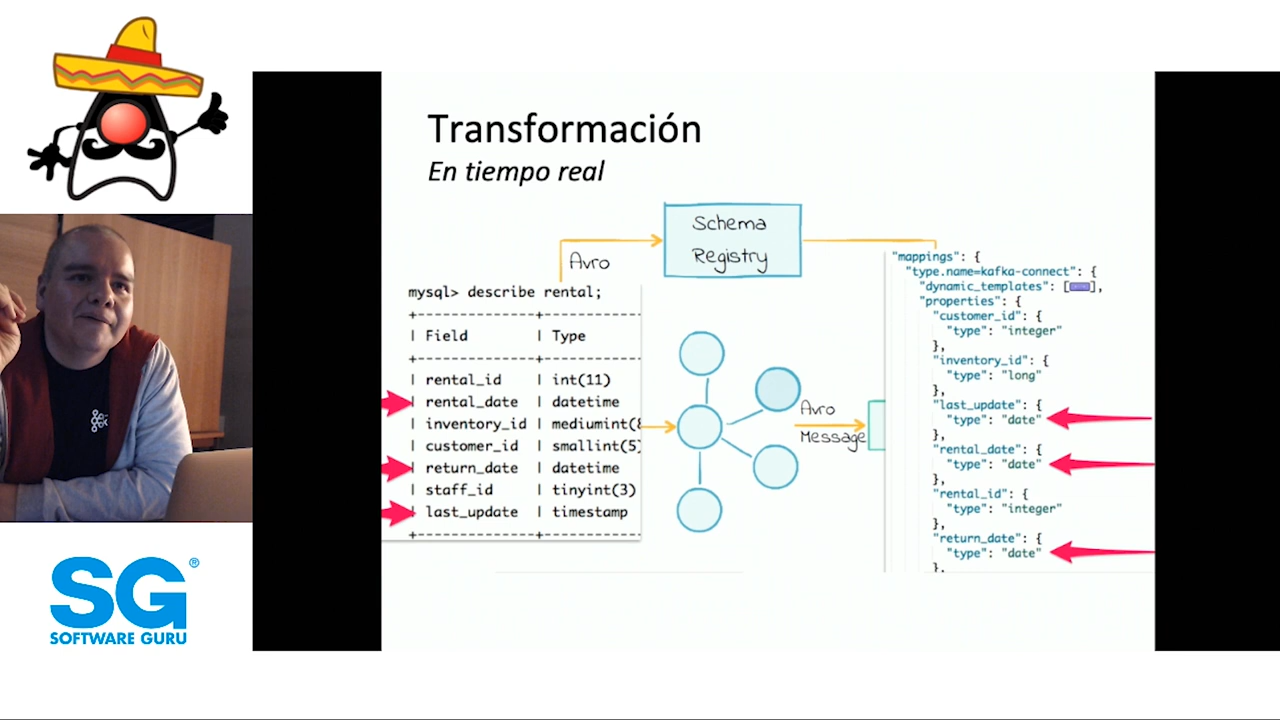 Transformación
En tiempo real
Schema
Registry
Avro
mysql> describe rental;
+---------------+--------------
| Field | Type
+---------------+--------------
| rental_id | int(11)
| rental_date | datetime
| inventory_id | mediumint(8
| customer_id | smallint(5)
| return_date | datetime
| staff_id | tinyint(3)
| last_update | timestamp
+---------------+--------------
Avro
Message
"mappings": {
"type.name=kafka-connect": {
"dynamic_templates": [
],
"properties": {
"customer_id": {
"type": "integer"
},
"inventory_id": {
"type": "long"
},
"last_update": {
"type": "date"
},
"rental_date": {
"type": "date"
},
"rental_id": {
"type": "integer"
},
"return_date": {
"type": "date"
},
SG®
SOFTWARE GURU